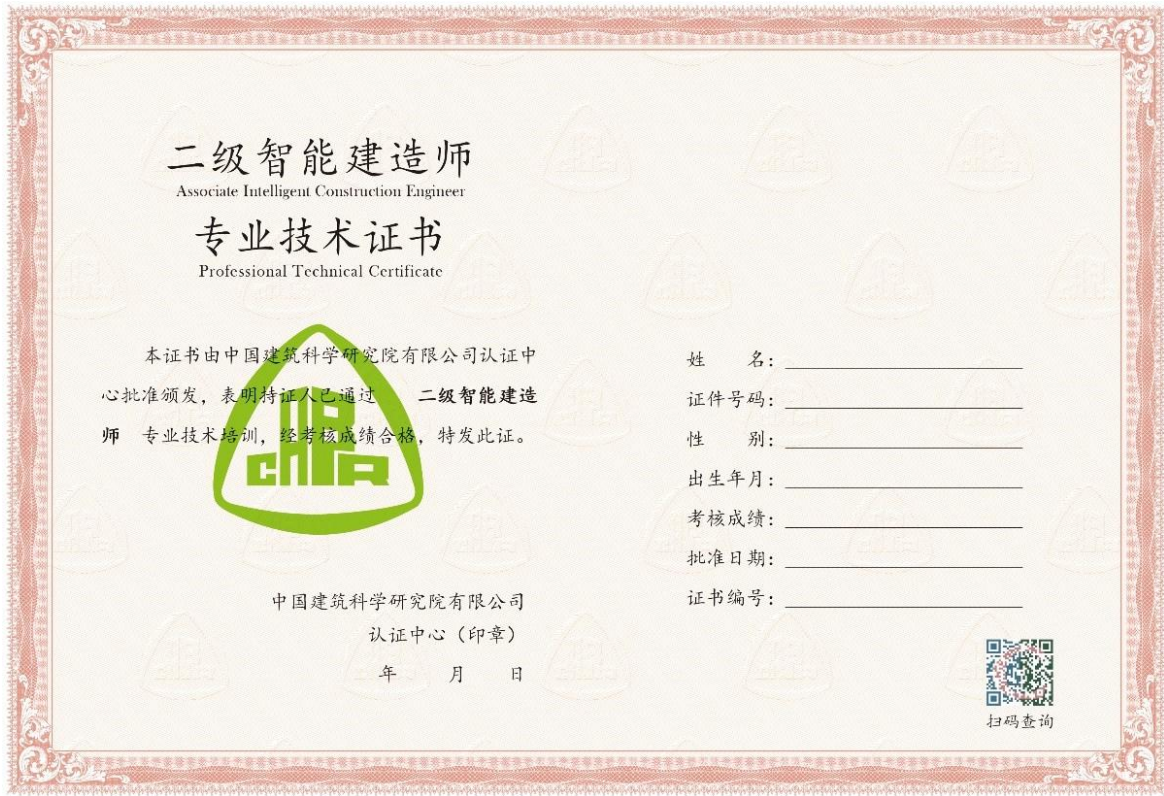 二级智能建造师
Associate Intelligent Construction Engineer
专业技术证书
Professional Technical Certificate
本证书由中国建筑科学研究院有限公司认证中
心批准颁发，表明持证人已通过 二级智能建造
师 专业技术培训，经考核成绩合格，特发此证。
CABR
中国建筑科学研究院有限公司
认证中心（印章）
年 月 日
姓 名：
证件号码：
性 别：
出生年月：
考核成绩：
批准日期：
证书编号：
扫码查询